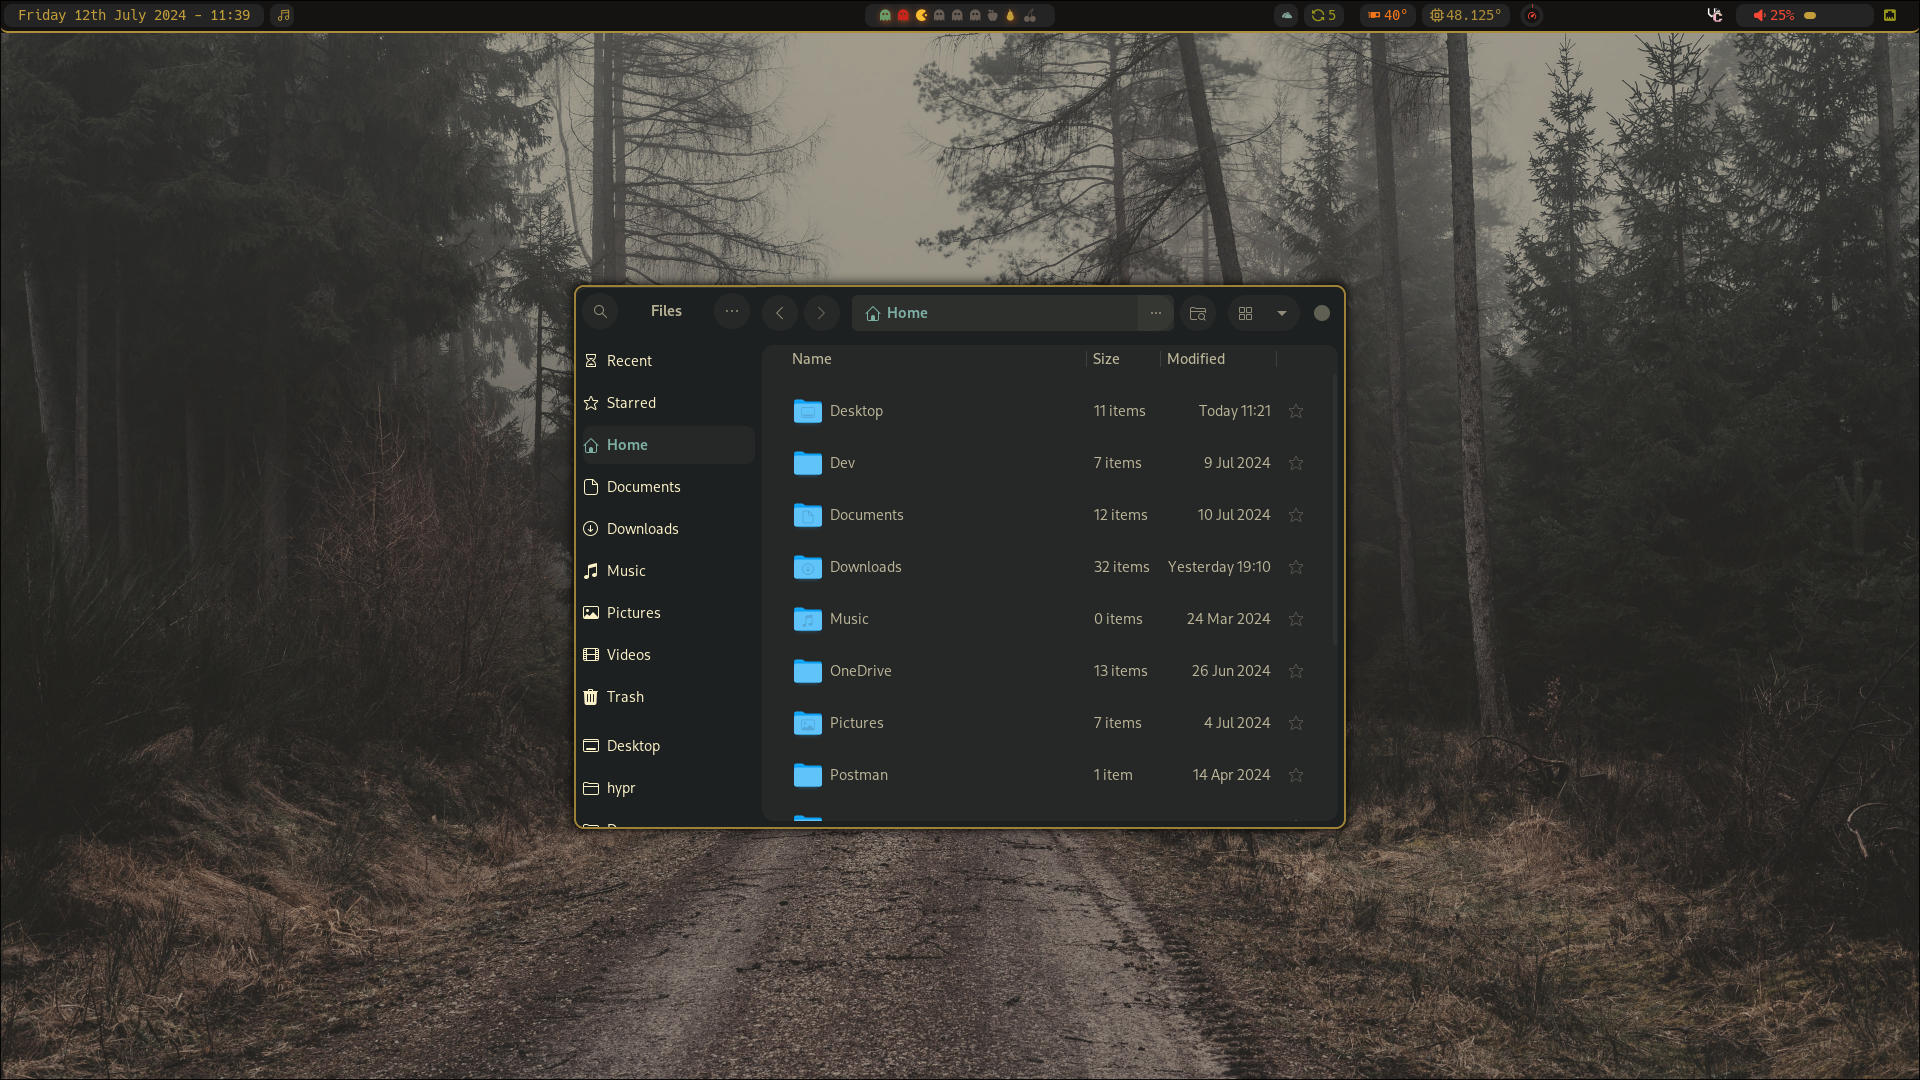 Friday 12th July 2024 - 11:39
5
40°
48.125°
25%
Files
Home
Recent
Starred
Home
Documents
Downloads
Music
Pictures
Videos
Trash
Desktop
hypr
Name Size Modified
Desktop 11 items Today 11:21
Dev 7 items 9 Jul 2024
Documents 12 items 10 Jul 2024
Downloads 32 items Yesterday 19:10
Music 0 items 24 Mar 2024
OneDrive 13 items 26 Jun 2024
Pictures 7 items 4 Jul 2024
Postman 1 item 14 Apr 2024